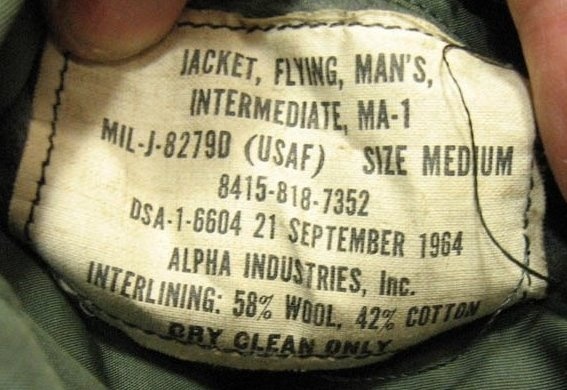 JACKET, FLYING, MAN'S,
INTERMEDIATE, MA-1
MIL-J-8279D (USAF) SIZE MEDIUM
8415-818-7352
DSA-1-6604 21 SEPTEMBER 1964
ALPHA INDUSTRIES, Inc.
INTERLINING: 58% WOOL, 42% COTTON
DRY CLEAN ONLY